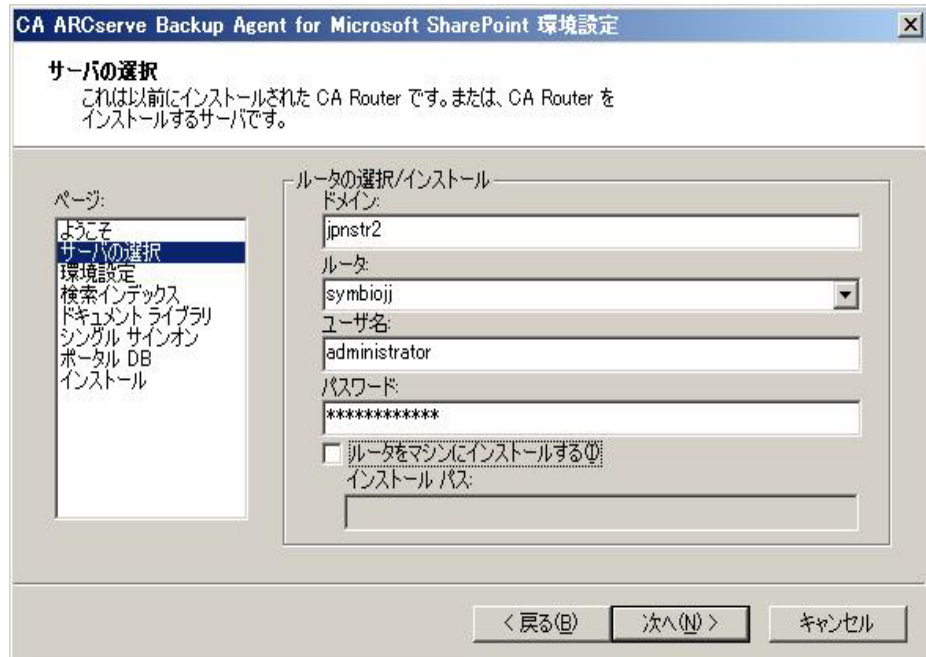 CA ARCserve Backup Agent for Microsoft SharePoint 環境設定
サーバの選択
これは以前にインストールされた CA Router です。または、CA Router を
インストールするサーバです。
ページ:
ようこそ
サーバの選択
環境設定
検索インデックス
ドキュメント ライブラリ
シングル サインオン
ポータル DB
インストール
ルータの選択/インストール
ドメイン:
jpnstr2
ルータ:
symbiojj
ユーザ名:
administrator
パスワード:
************
ルータをマシンにインストールする(I)
インストール パス:
< 戻る(B)
次へ(N) >
キャンセル